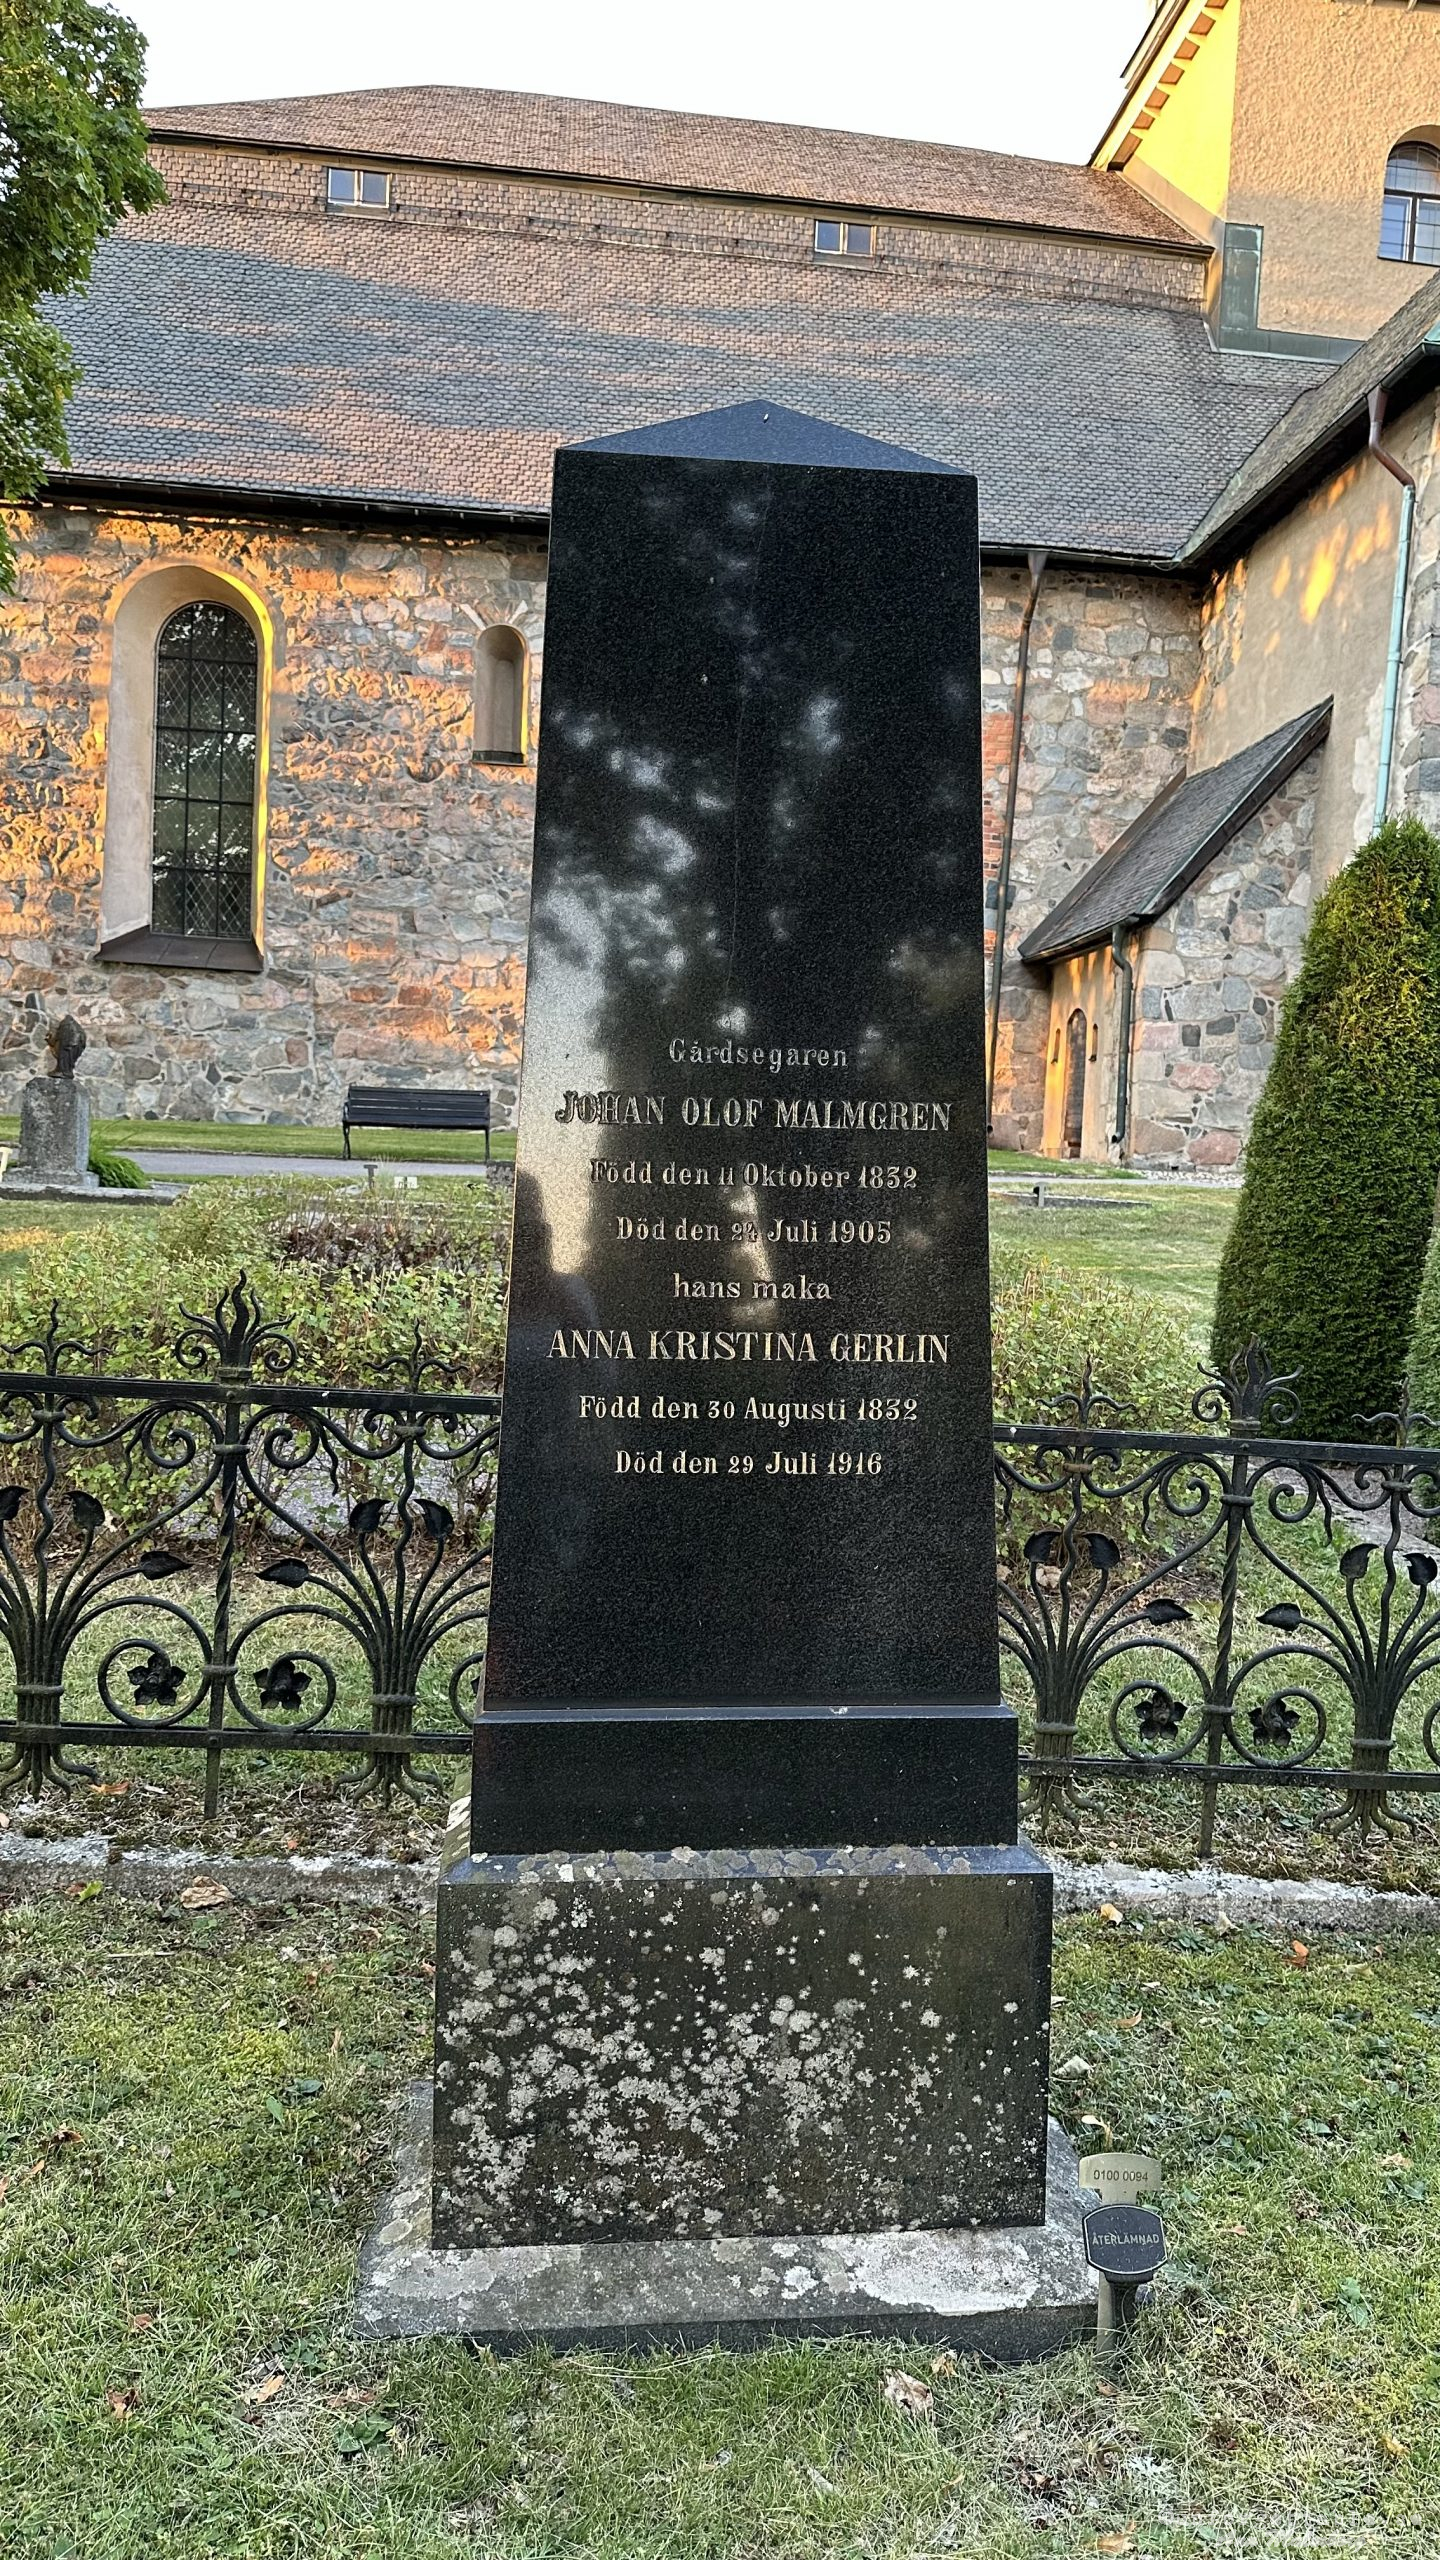 Gårdsegaren
JOHAN OLOF MALMGREN
Född den 11 Oktober 1832
Död den 24 Juli 1905
hans maka
ANNA KRISTINA GERLIN
Född den 30 Augusti 1832
Död den 29 Juli 1916
0100 0094
ÅTERLÄMNAD